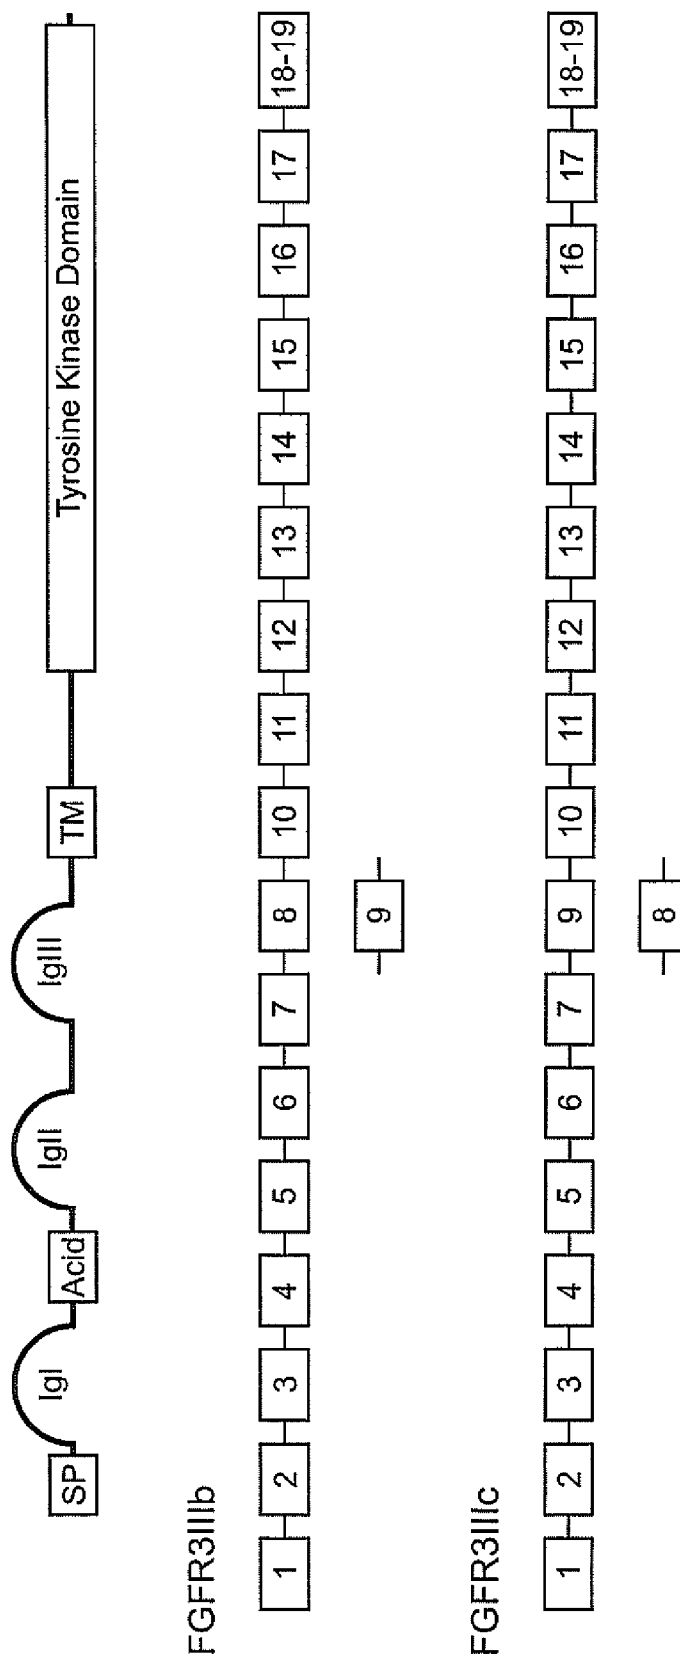 SP IgI Acid IgII IgIII TM Tyrosine Kinase Domain
FGFR3IIIb
1 2 3 4 5 6 7 8 10 11 12 13 14 15 16 17 18-19
9
FGFR3IIIc
1 2 3 4 5 6 7 9 10 11 12 13 14 15 16 17 18-19
8